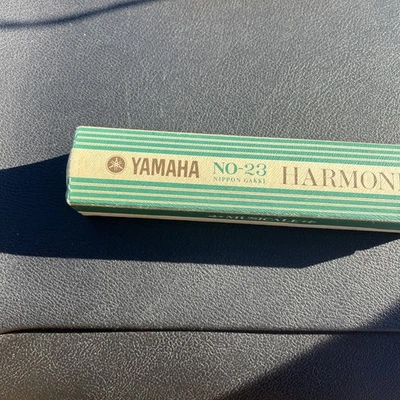 YAMAHA NO-23 HARMONI
NIPPON GAKKI